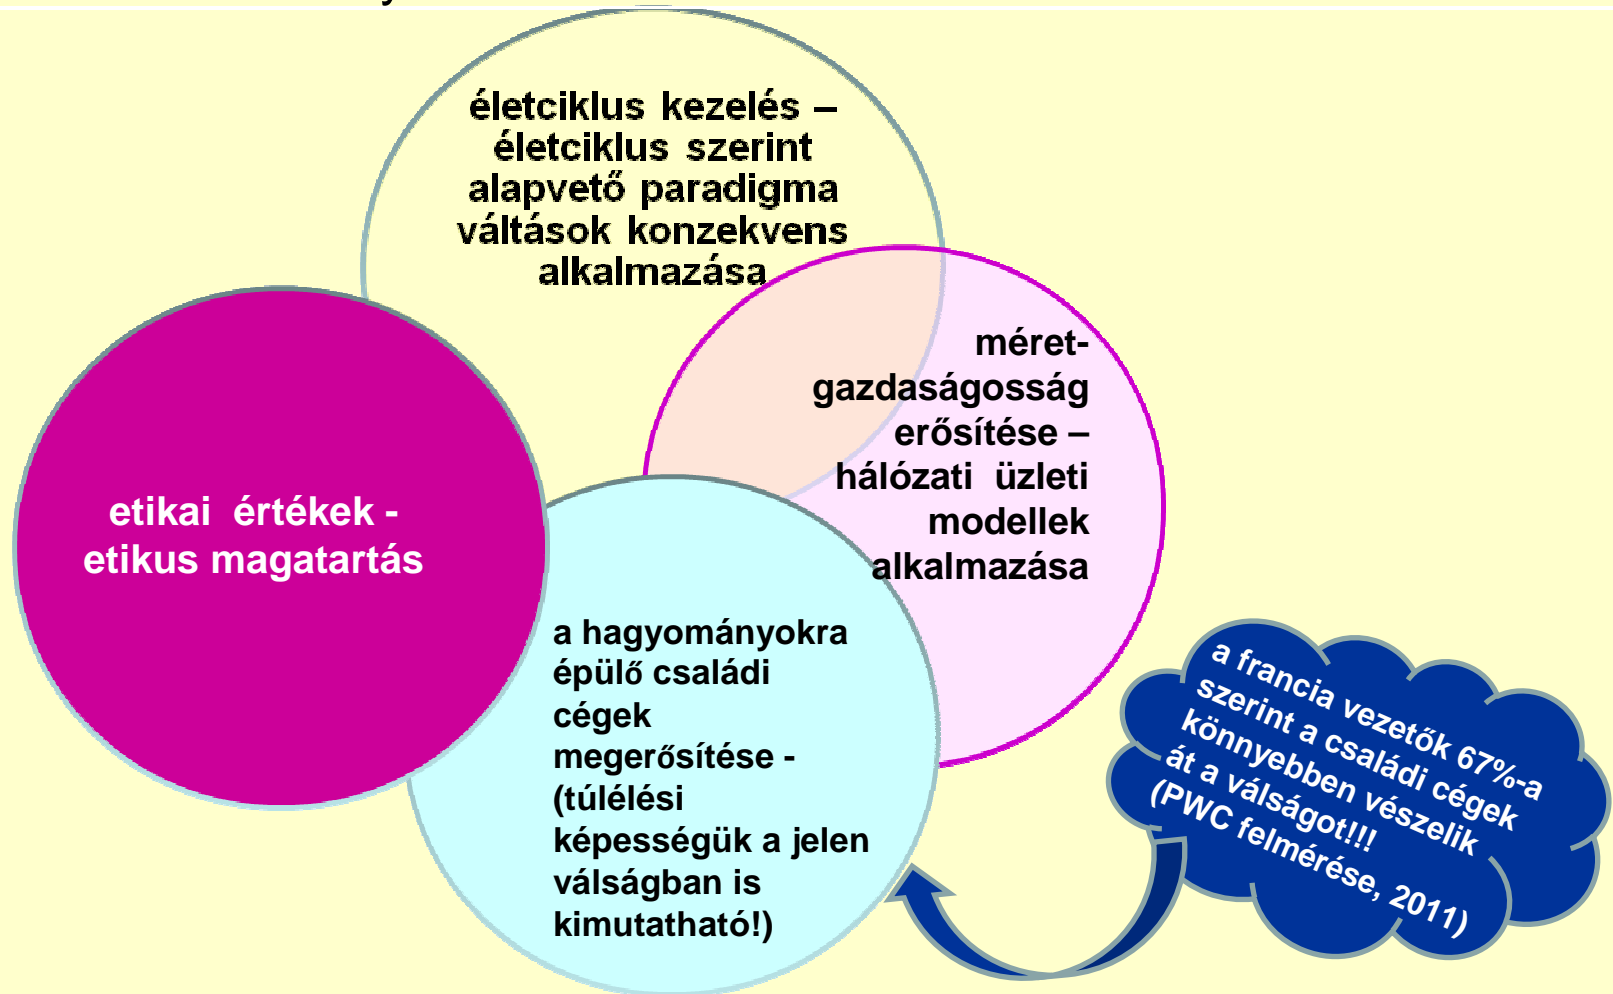 életciklus kezelés –
életciklus szerint
alapvető paradigma
váltások konzekvens
alkalmazása
méret-
gazdaságosság
erősítése –
hálózati üzleti
modellek
alkalmazása
etikai értékek -
etikus magatartás
a hagyományokra
épülő családi
cégek
megerősítése -
(túlélési
képességük a jelen
válságban is
kimutatható!)
a francia vezetők 67%-a
szerint a családi cégek
könnyebben vészelik
át a válságot!!!
(PWC felmérése, 2011)